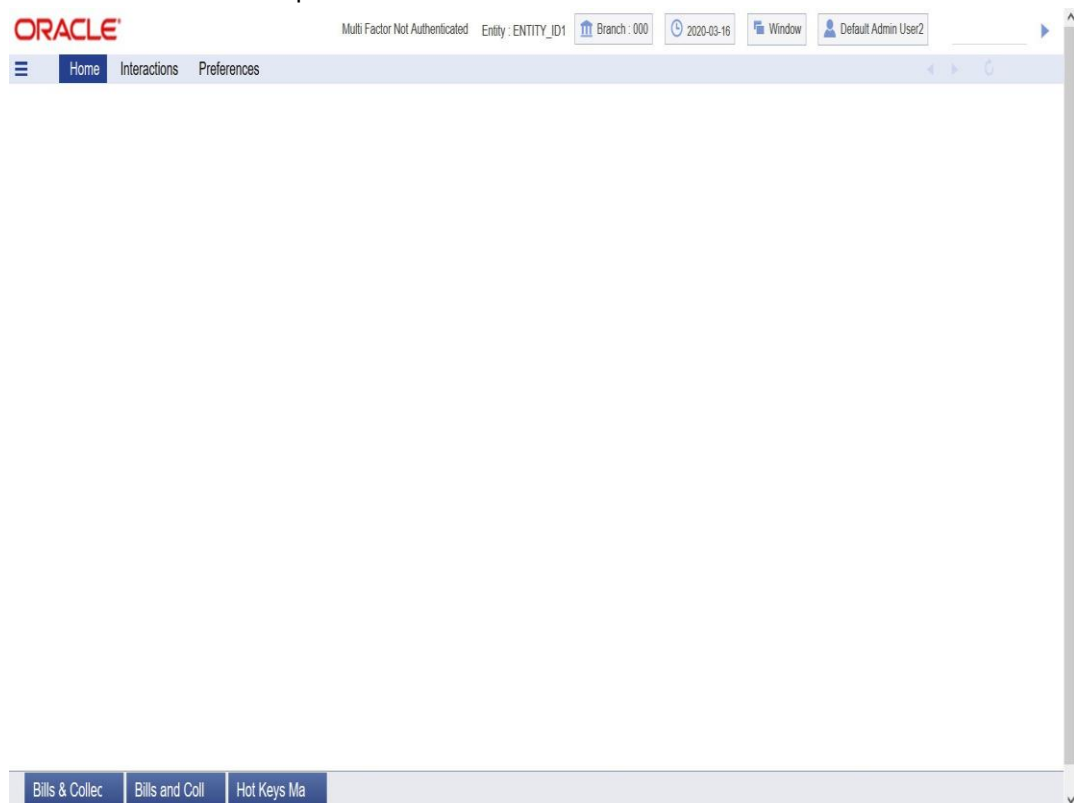 ORACLE
Multi Factor Not Authenticated Entity : ENTITY_ID1 Branch : 000 2020-03-16 Window Default Admin User2
Home Interactions Preferences
Bills & Collec Bills and Coll Hot Keys Ma